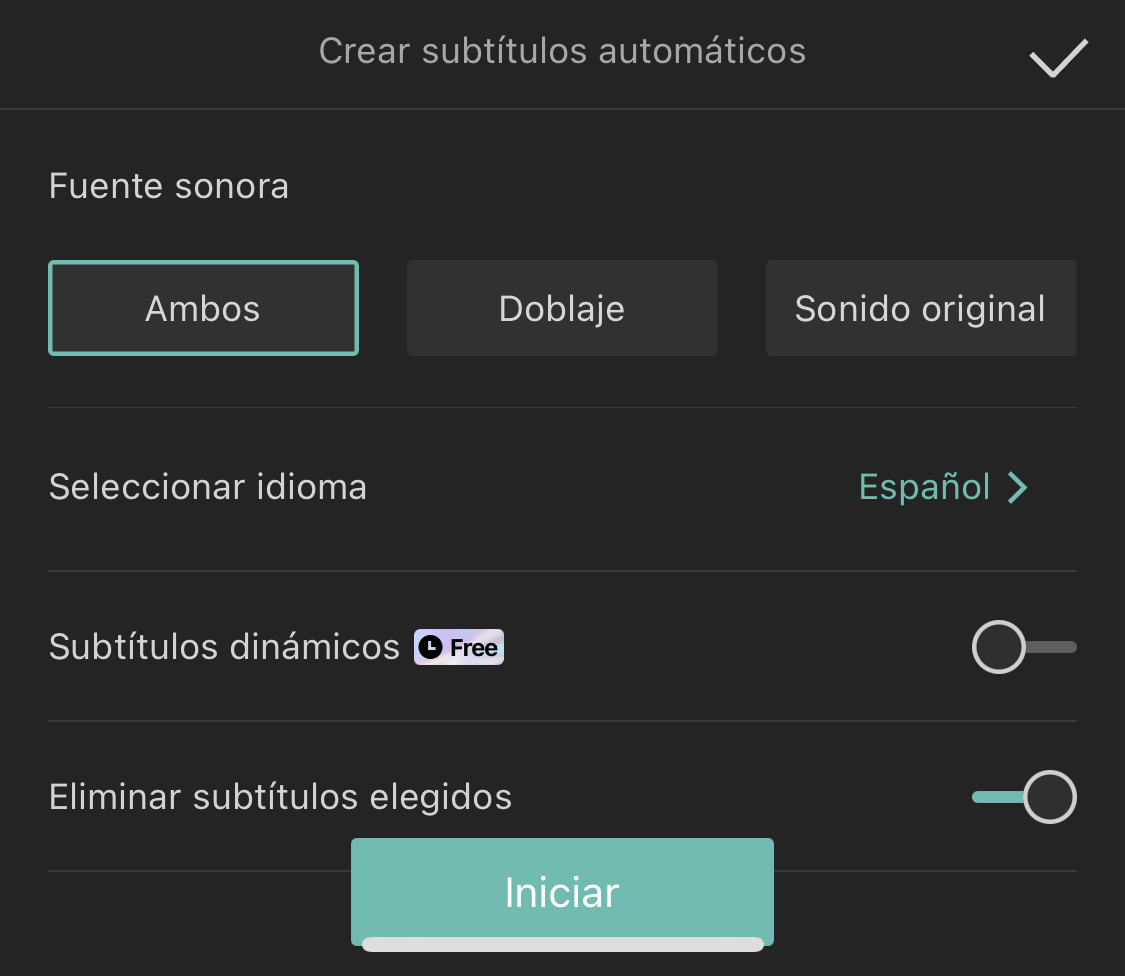 Crear subtítulos automáticos
Fuente sonora
Ambos
Doblaje
Sonido original
Seleccionar idioma
Español
Subtítulos dinámicos
Free
Eliminar subtítulos elegidos
Iniciar